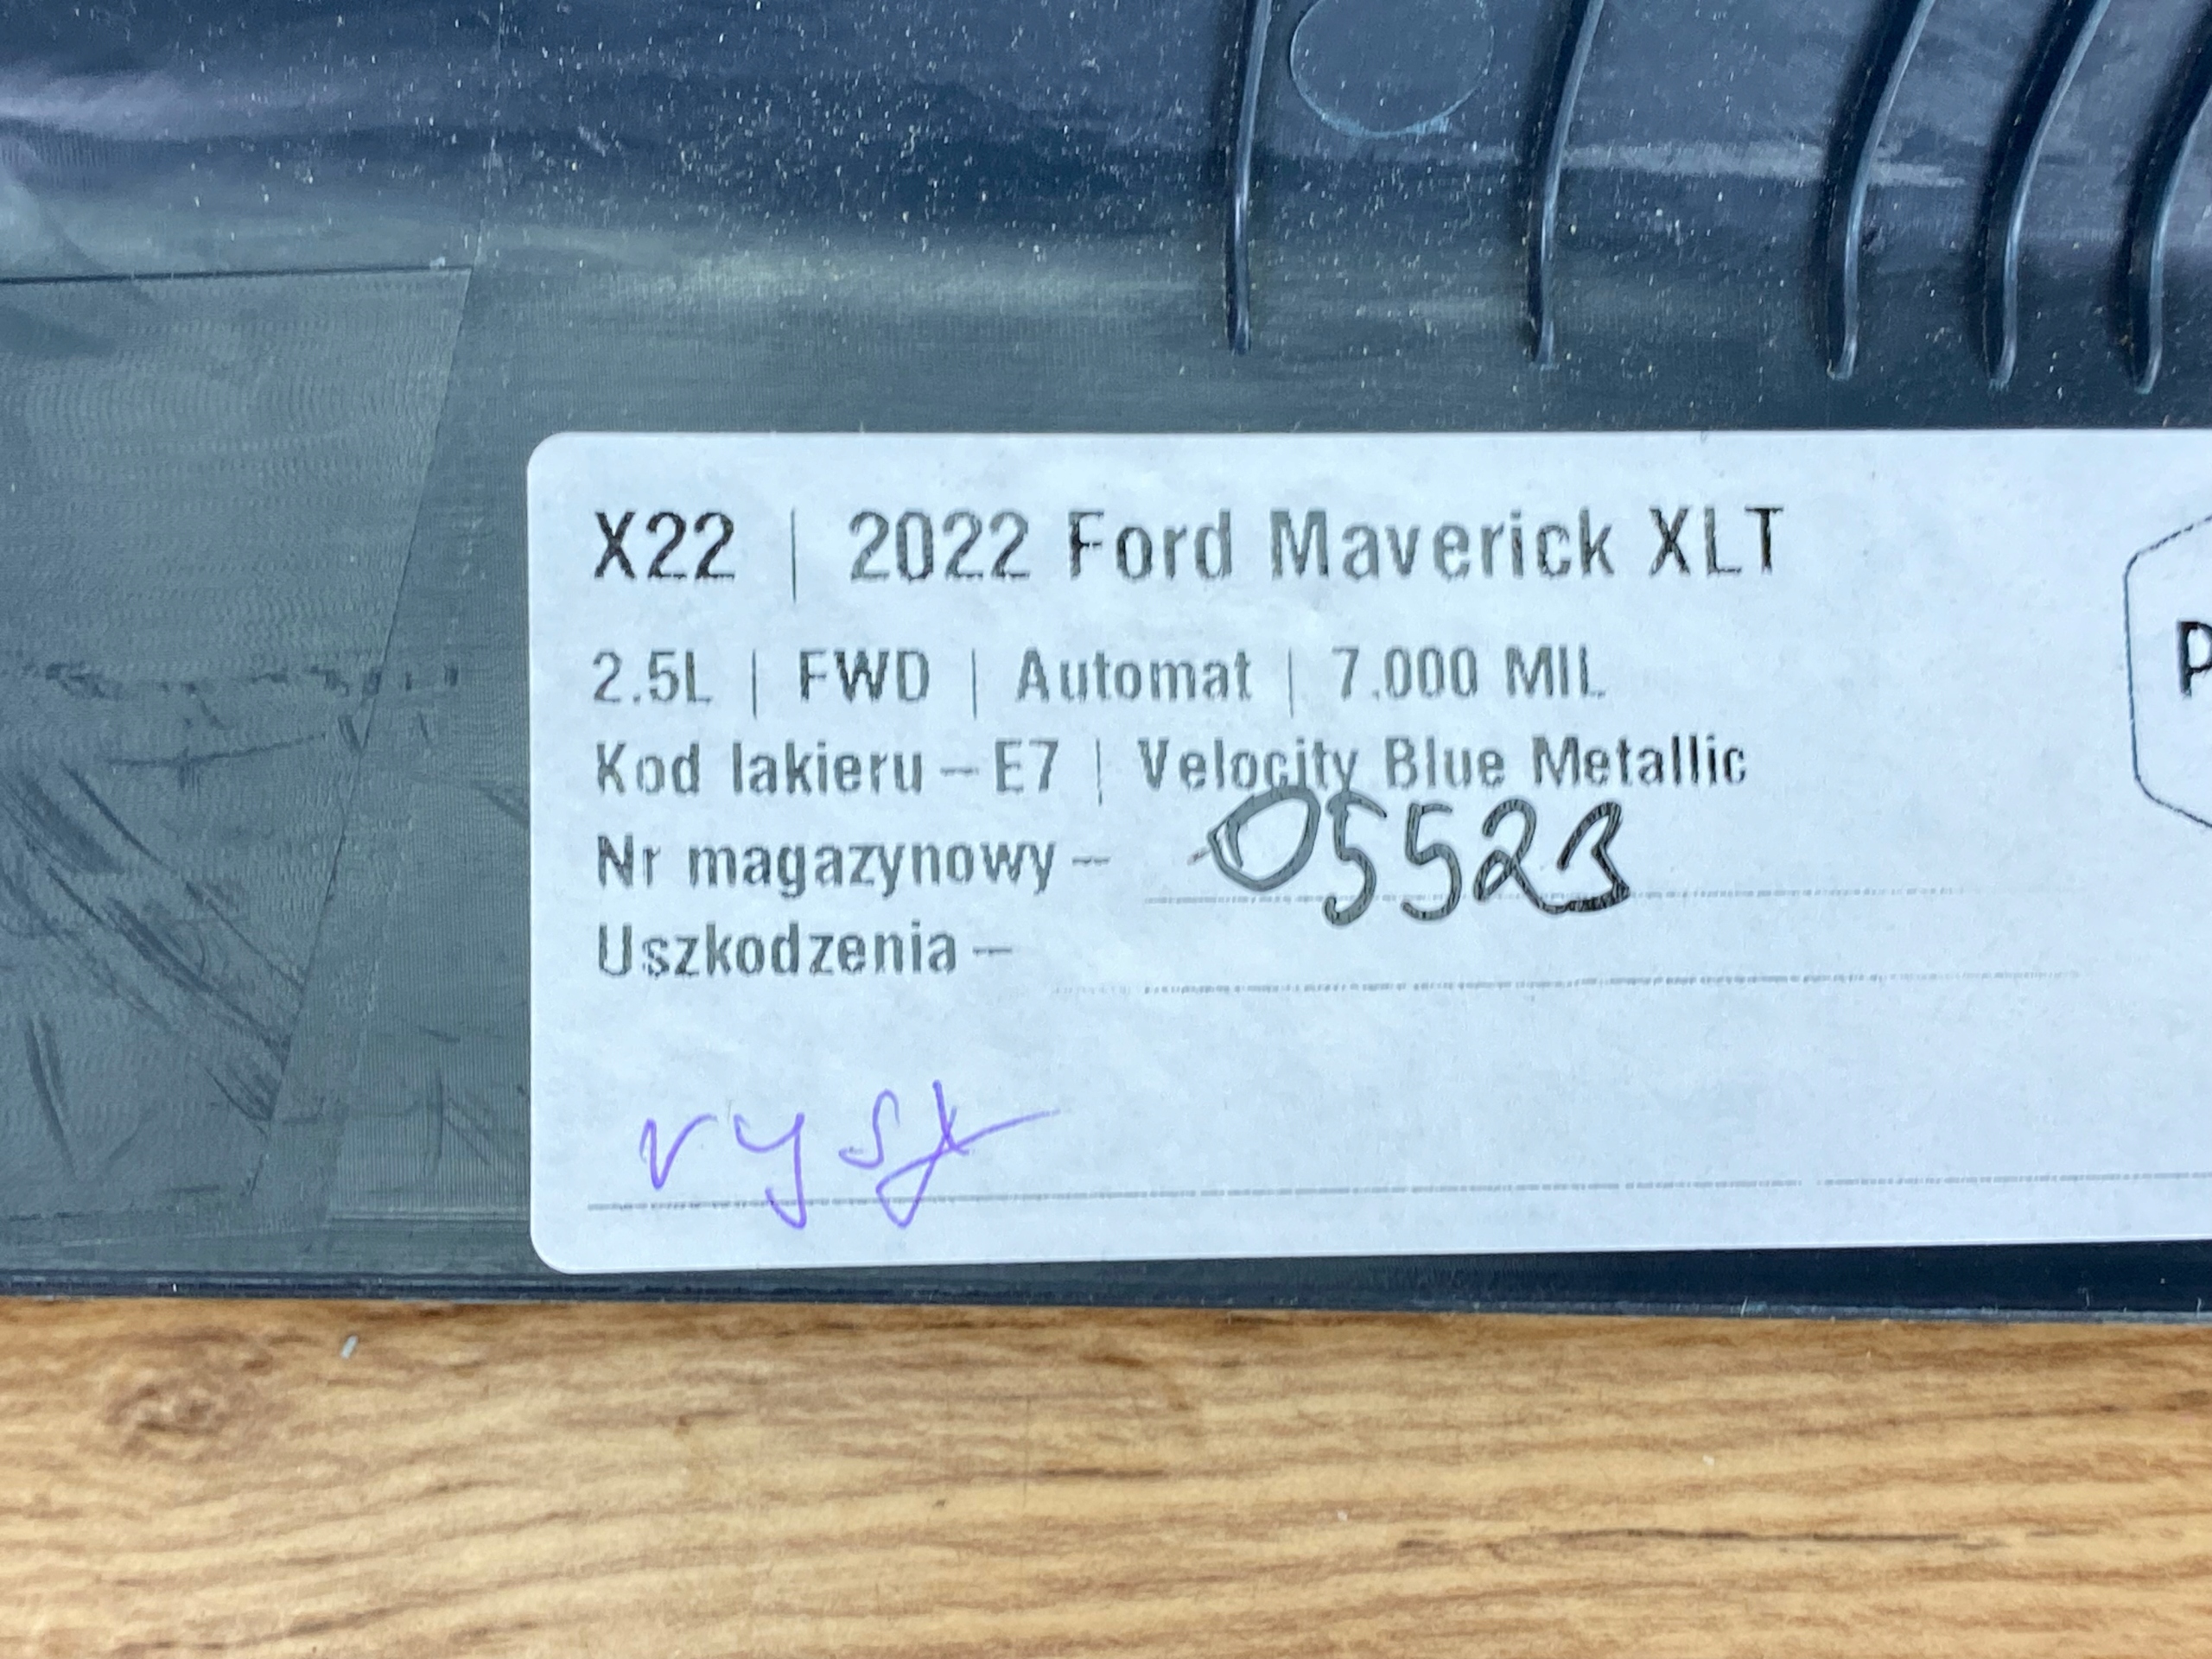 X22 | 2022 Ford Maverick XLT
2.5L | FWD | Automat | 7.000 MIL
Kod lakieru – E7 | Velocity Blue Metallic
Nr magazynowy – 05523
Uszkodzenia –
rysy
P